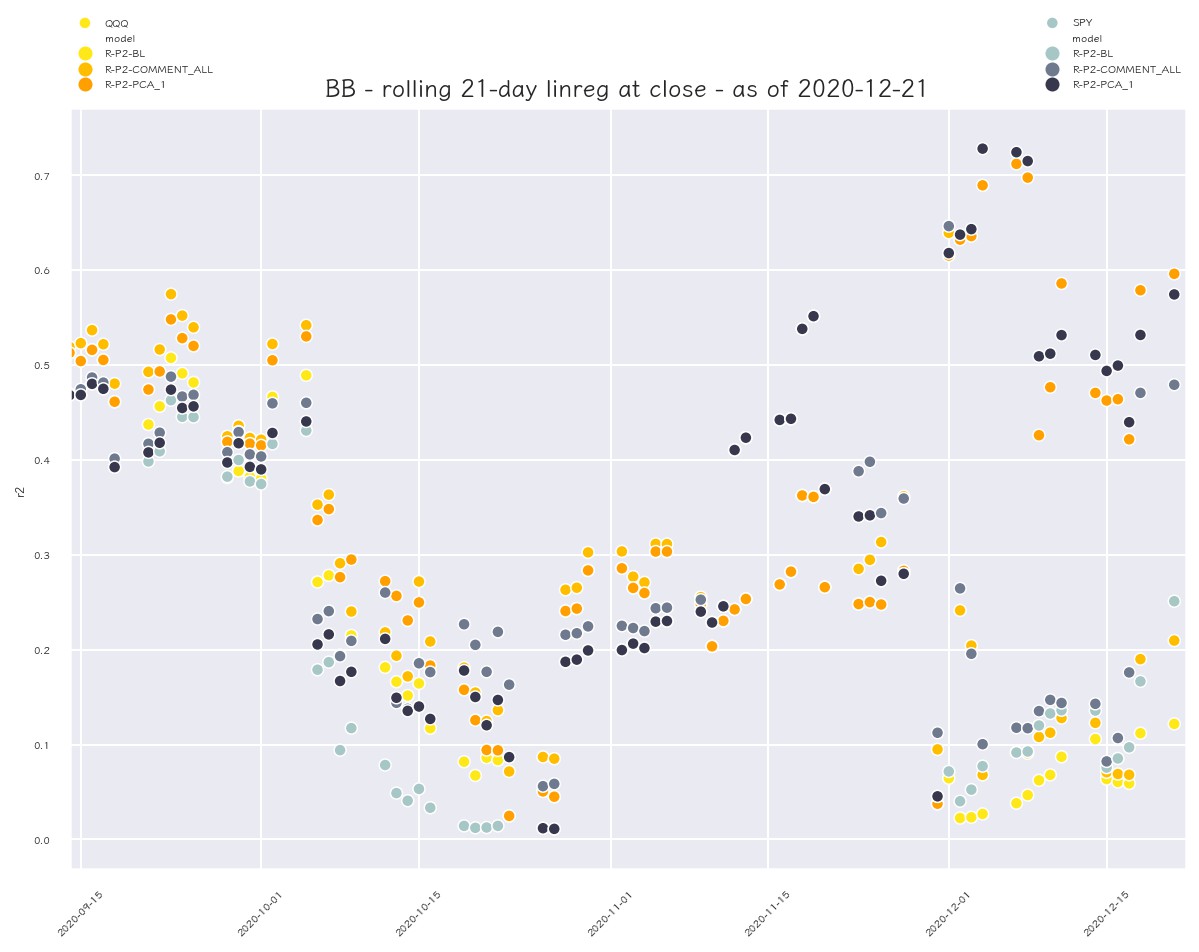 QQQ
model
R-P2-BL
R-P2-COMMENT_ALL
R-P2-PCA_1
SPY
model
R-P2-BL
R-P2-COMMENT_ALL
R-P2-PCA_1
BB - rolling 21-day linreg at close - as of 2020-12-21
0.7
0.6
0.5
0.4
0.3
0.2
0.1
0.0
r2
2020-09-15
2020-10-01
2020-10-15
2020-11-01
2020-11-15
2020-12-01
2020-12-15